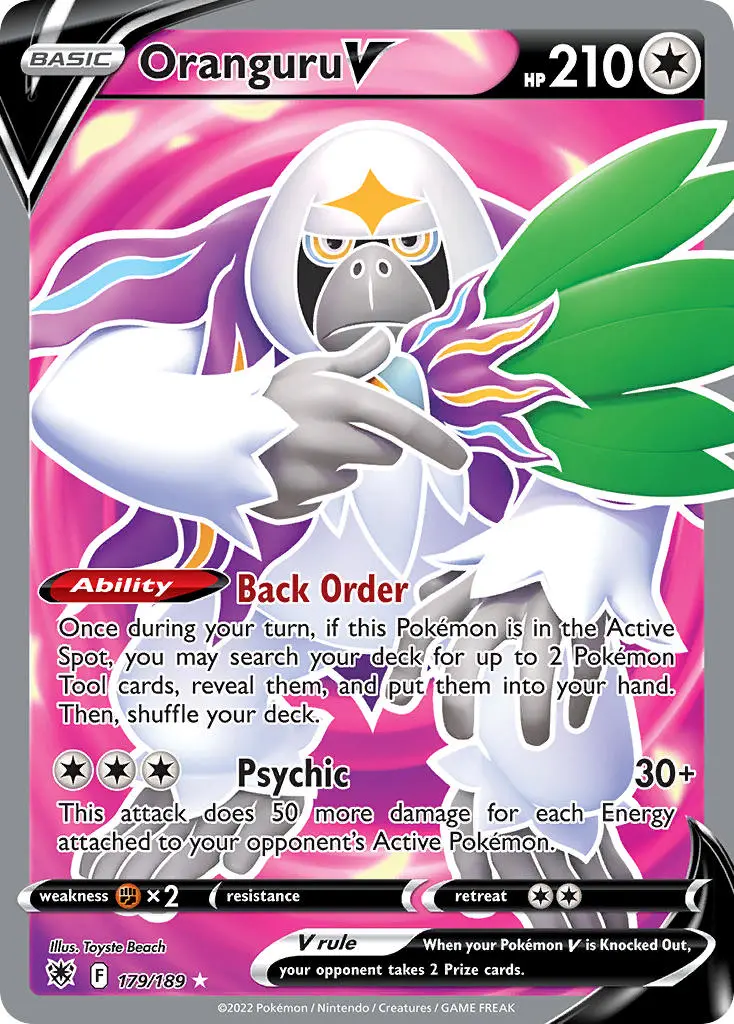 BASIC
Oranguru V
HP 210
Ability Back Order
Once during your turn, if this Pokémon is in the Active
Spot, you may search your deck for up to 2 Pokémon
Tool cards, reveal them, and put them into your hand.
Then, shuffle your deck.
Psychic 30+
This attack does 50 more damage for each Energy
attached to your opponent's Active Pokémon.
weakness ×2 resistance retreat
Illus. Toyste Beach
V rule
When your Pokémon V is Knocked Out,
your opponent takes 2 Prize cards.
F 179/189
©2022 Pokémon / Nintendo / Creatures / GAME FREAK